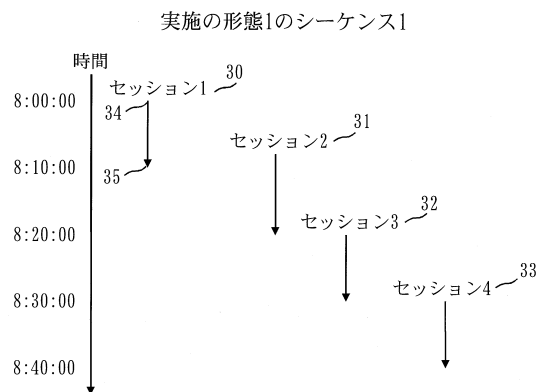 実施の形態1のシーケンス1
時間
セッション1 30
8:00:00
34
セッション2 31
8:10:00
35
セッション3 32
8:20:00
セッション4 33
8:30:00
8:40:00